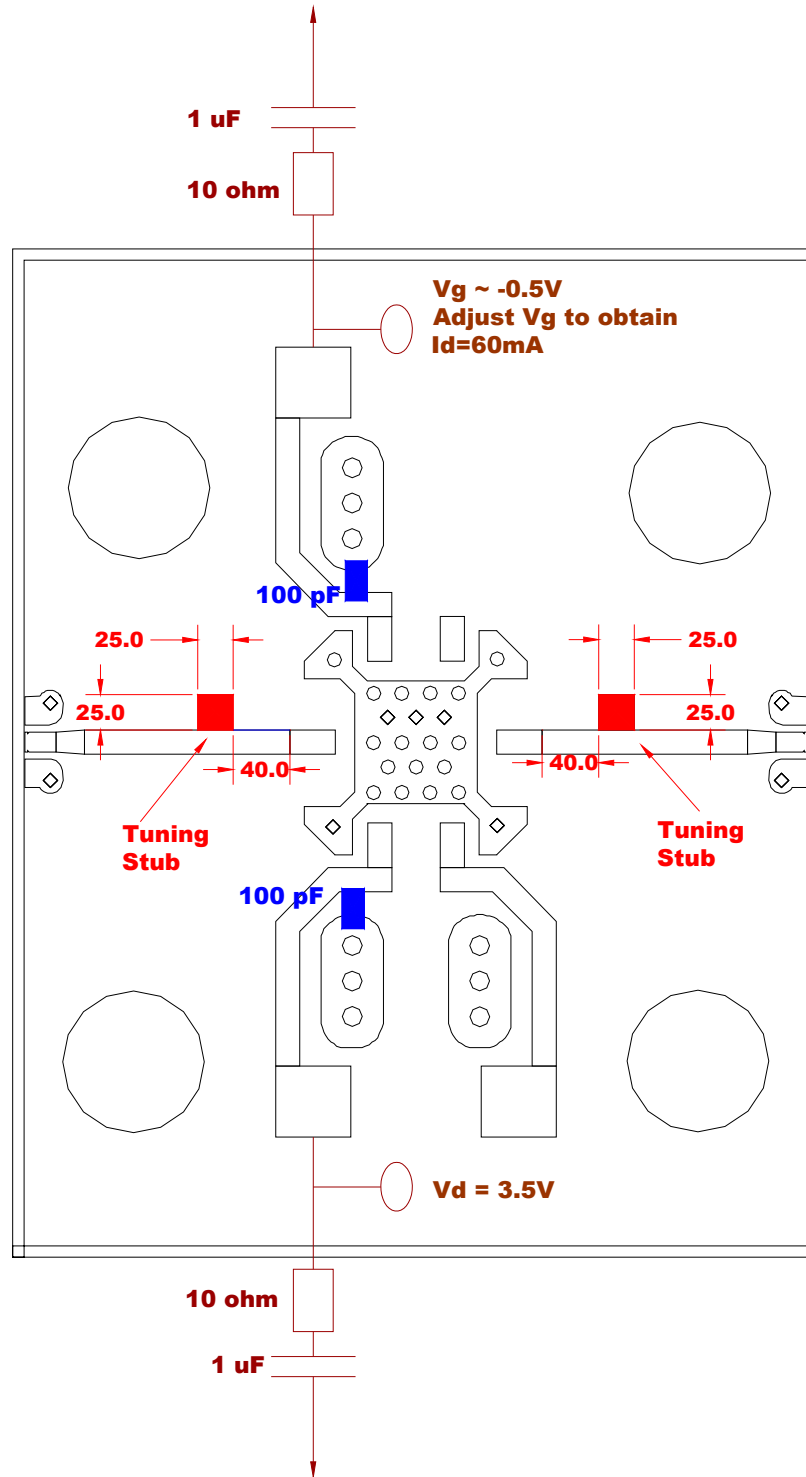 1 uF
10 ohm
Vg ~ -0.5V
Adjust Vg to obtain
Id=60mA
100 pF
25.0
25.0
25.0
25.0
40.0
40.0
Tuning
Stub
Tuning
Stub
100 pF
Vd = 3.5V
10 ohm
1 uF